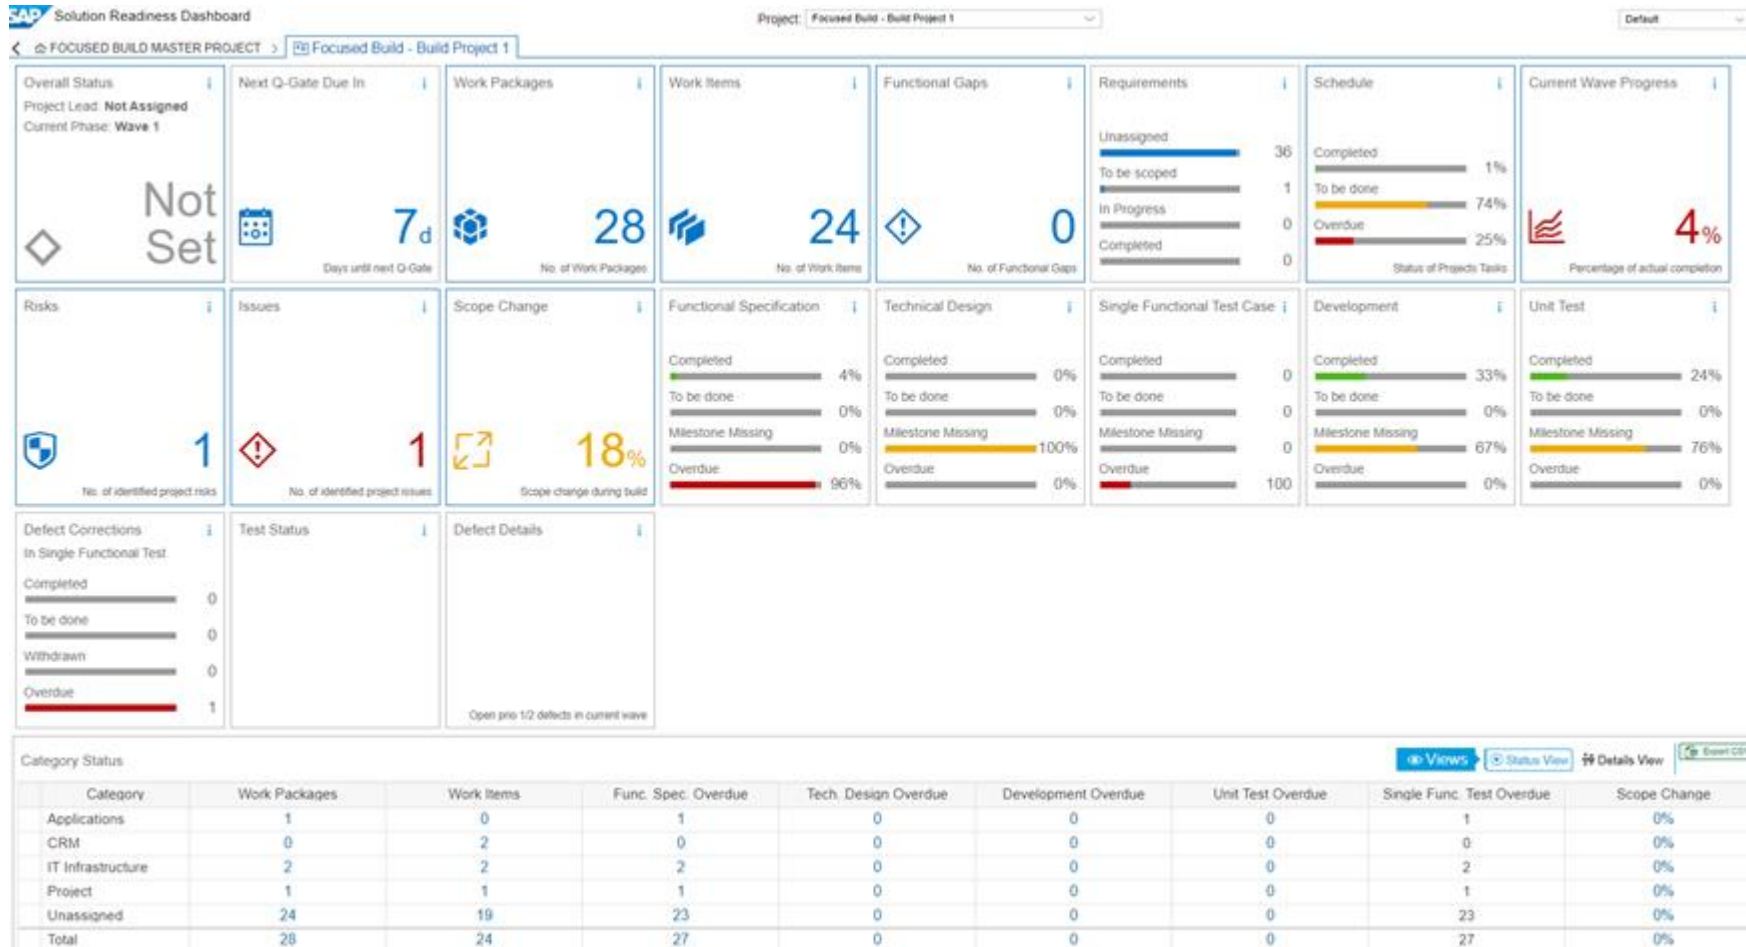 SAP Solution Readiness Dashboard
Project: Focused Build - Build Project 1
Default
FOCUSED BUILD MASTER PROJECT > Focused Build - Build Project 1
Overall Status
Project Lead: Not Assigned
Current Phase: Wave 1
Not
Set
Next Q-Gate Due In
7d
Days until next Q-Gate
Work Packages
28
No. of Work Packages
Work Items
24
No. of Work Items
Functional Gaps
0
No. of Functional Gaps
Requirements
Unassigned
36
To be scoped
1
In Progress
0
Completed
0
Schedule
Completed
1%
To be done
74%
Overdue
25%
Status of Projects Tasks
Current Wave Progress
4%
Percentage of actual completion
Risks
1
No. of identified project risks
Issues
1
No. of identified project issues
Scope Change
18%
Scope change during build
Functional Specification
Completed
4%
To be done
0%
Milestone Missing
0%
Overdue
96%
Technical Design
Completed
0%
To be done
0%
Milestone Missing
100%
Overdue
0%
Single Functional Test Case
Completed
0
To be done
0
Milestone Missing
0
Overdue
100
Development
Completed
33%
To be done
0%
Milestone Missing
67%
Overdue
0%
Unit Test
Completed
24%
To be done
0%
Milestone Missing
76%
Overdue
0%
Defect Corrections
In Single Functional Test
Completed
0
To be done
0
Withdrawn
0
Overdue
1
Test Status
Defect Details
Open prio 1/2 defects in current wave
Category Status
Views Status View Details View Export CSV
Category Work Packages Work Items Func. Spec. Overdue Tech. Design Overdue Development Overdue Unit Test Overdue Single Func. Test Overdue Scope Change
Applications 1 0 1 0 0 0 1 0%
CRM 0 2 0 0 0 0 0 0%
IT Infrastructure 2 2 2 0 0 0 2 0%
Project 1 1 1 0 0 0 1 0%
Unassigned 24 19 23 0 0 0 23 0%
Total 28 24 27 0 0 0 27 0%